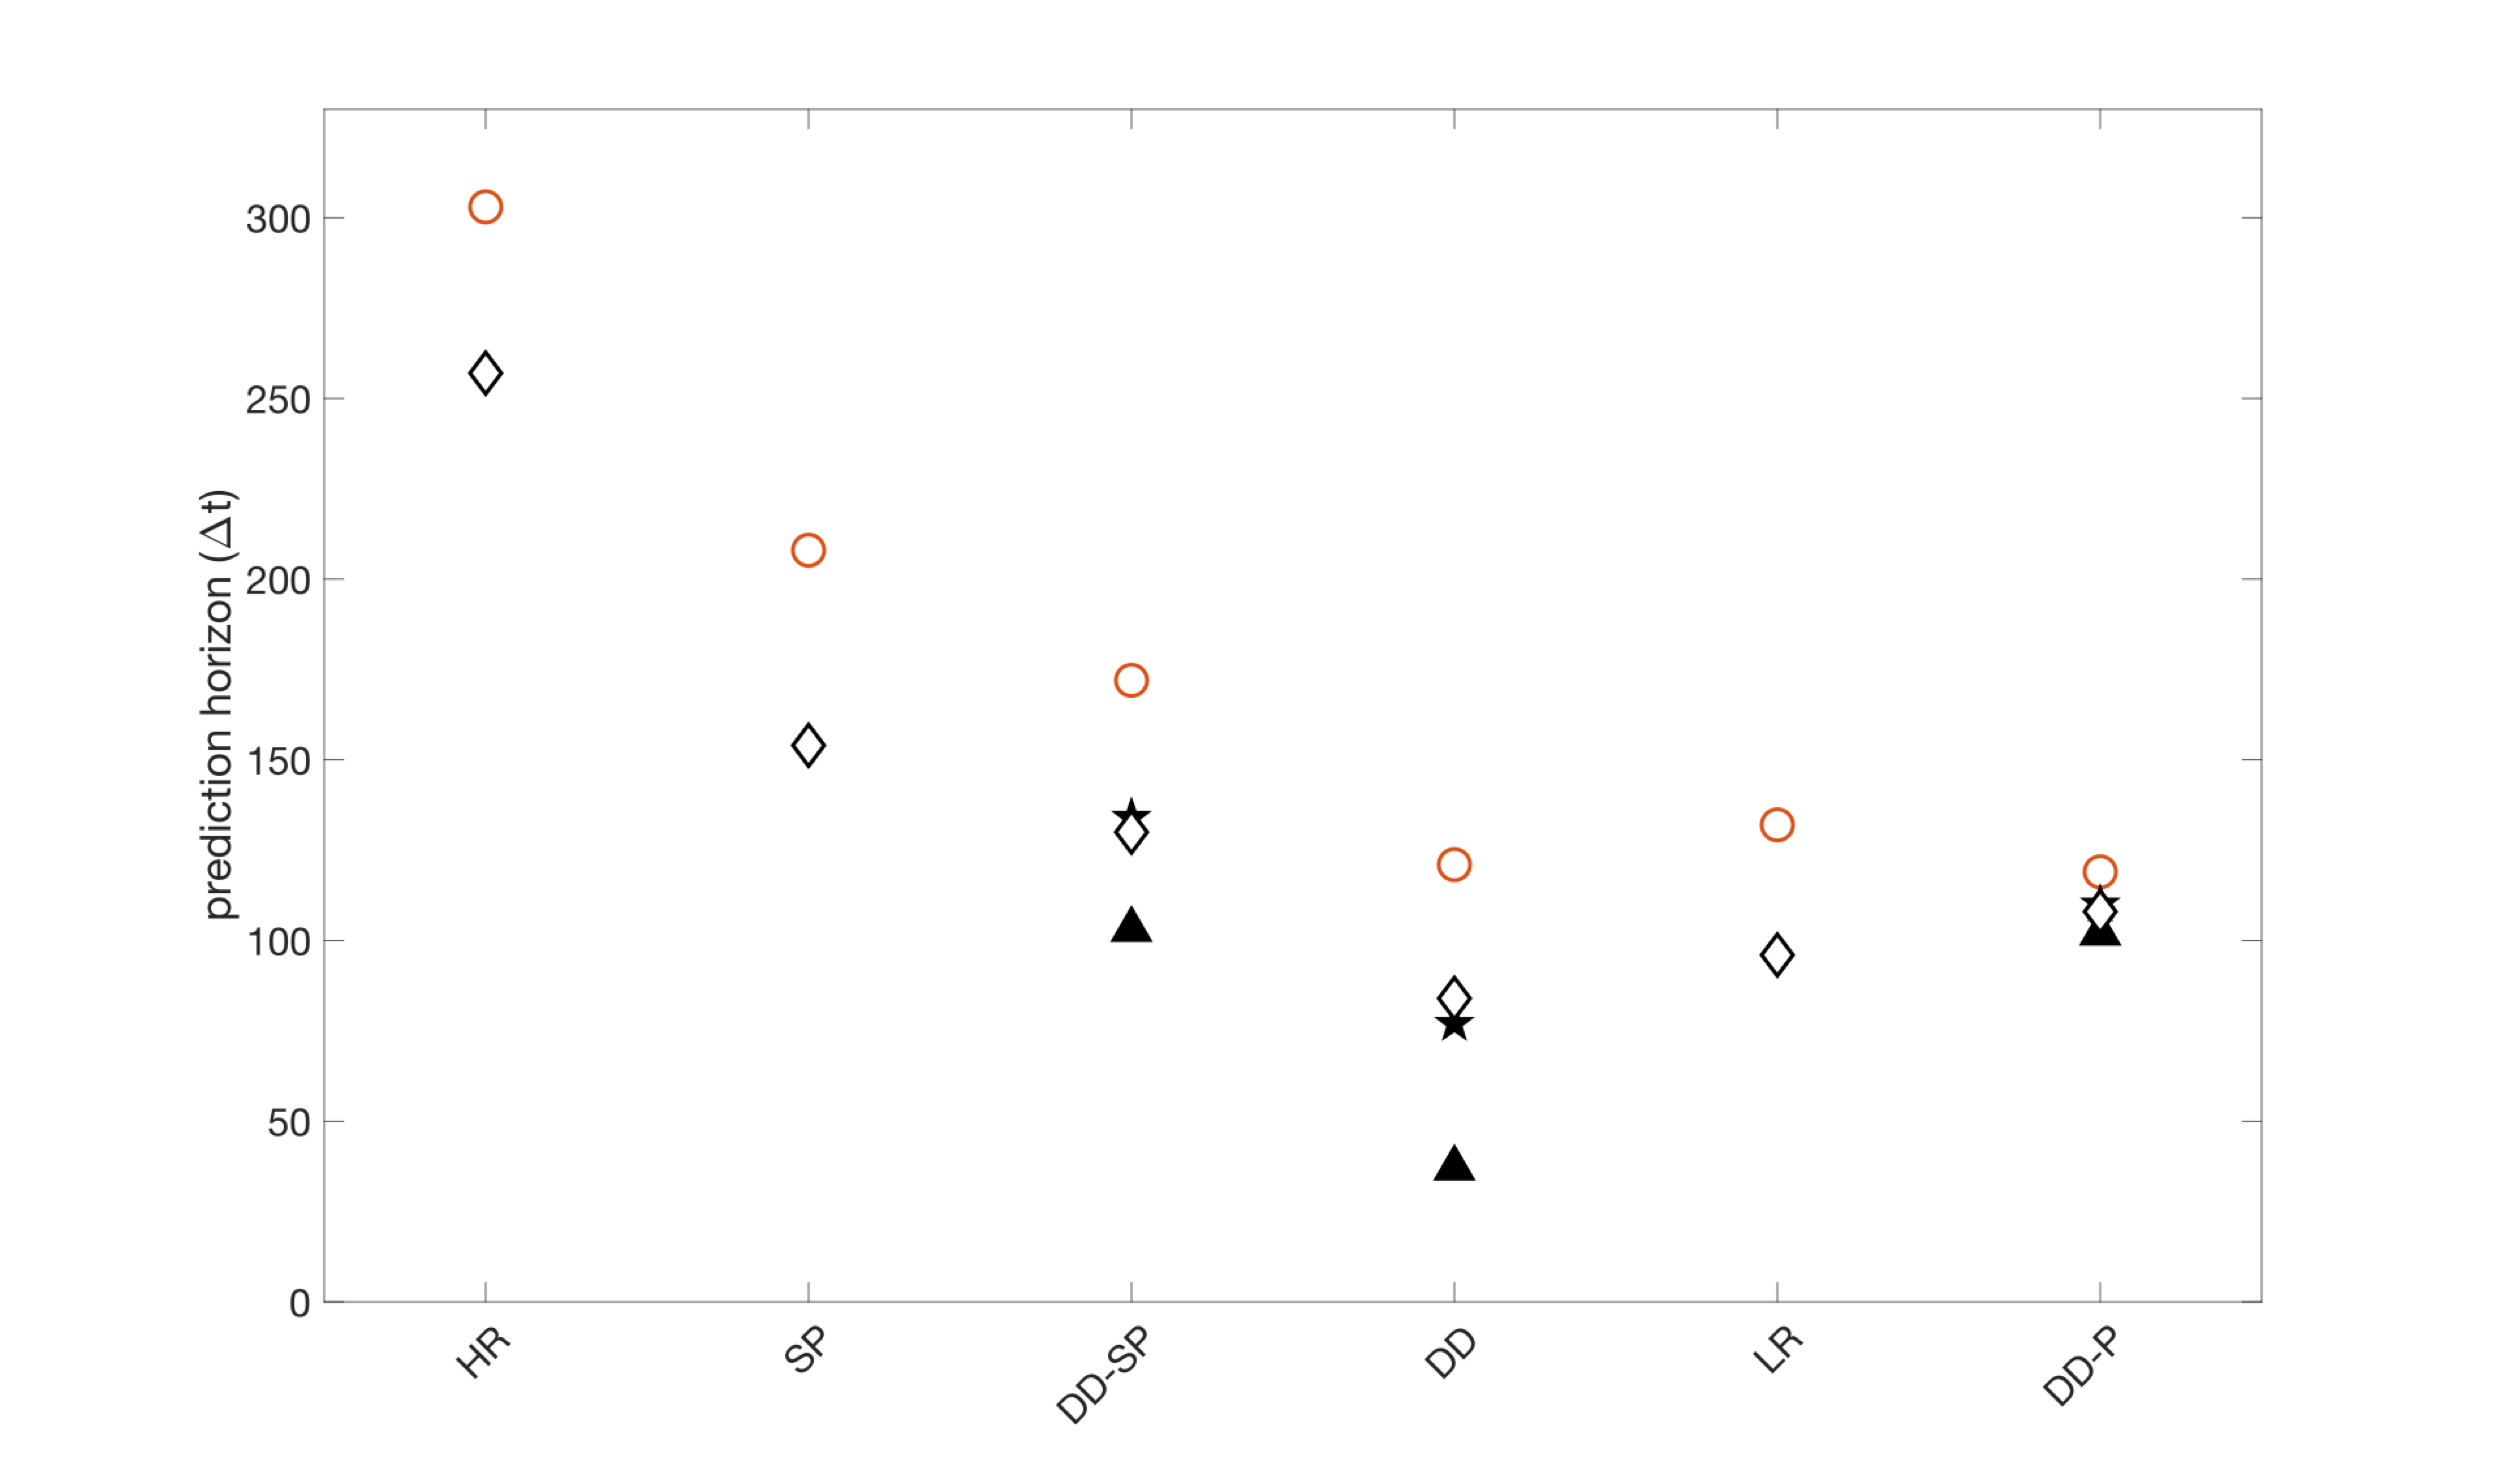 prediction horizon (Δt)
300
250
200
150
100
50
0
HR
SP
DD-SP
DD
LR
DD-P